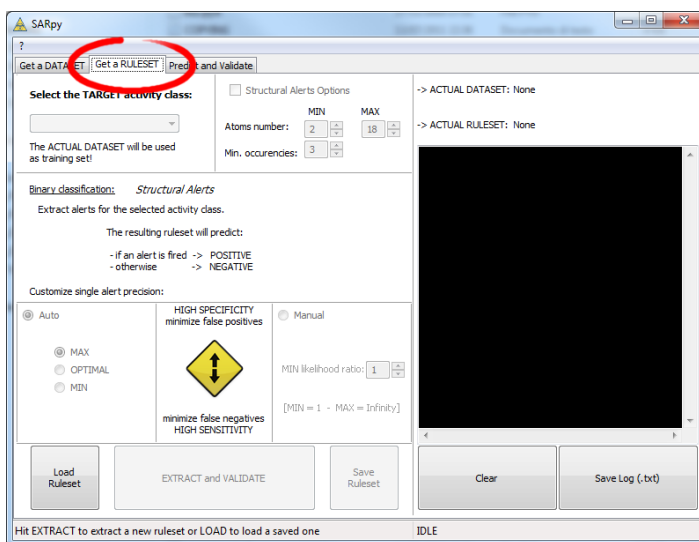 SARpy
?
Get a DATASET
Get a RULESET
Predict and Validate
Select the TARGET activity class:
The ACTUAL DATASET will be used
as training set!
Structural Alerts Options
MIN MAX
Atoms number: 2 18
Min. occurencies: 3
Binary classification: Structural Alerts
Extract alerts for the selected activity class.
The resulting ruleset will predict:
- if an alert is fired -> POSITIVE
- otherwise -> NEGATIVE
Customize single alert precision:
Auto
MAX
OPTIMAL
MIN
HIGH SPECIFICITY
minimize false positives
minimize false negatives
HIGH SENSITIVITY
Manual
MIN likelihood ratio: 1
[MIN = 1 - MAX = Infinity]
Load
Ruleset
EXTRACT and VALIDATE
Save
Ruleset
-> ACTUAL DATASET: None
-> ACTUAL RULESET: None
Clear
Save Log (.txt)
Hit EXTRACT to extract a new ruleset or LOAD to load a saved one
IDLE